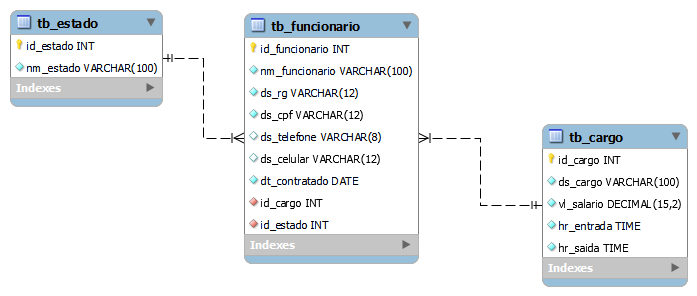 tb_estado
id_estado INT
nm_estado VARCHAR(100)
Indexes
tb_funcionario
id_funcionario INT
nm_funcionario VARCHAR(100)
ds_rg VARCHAR(12)
ds_cpf VARCHAR(12)
ds_telefone VARCHAR(8)
ds_celular VARCHAR(12)
dt_contratado DATE
id_cargo INT
id_estado INT
Indexes
tb_cargo
id_cargo INT
ds_cargo VARCHAR(100)
vl_salario DECIMAL(15,2)
hr_entrada TIME
hr_saida TIME
Indexes